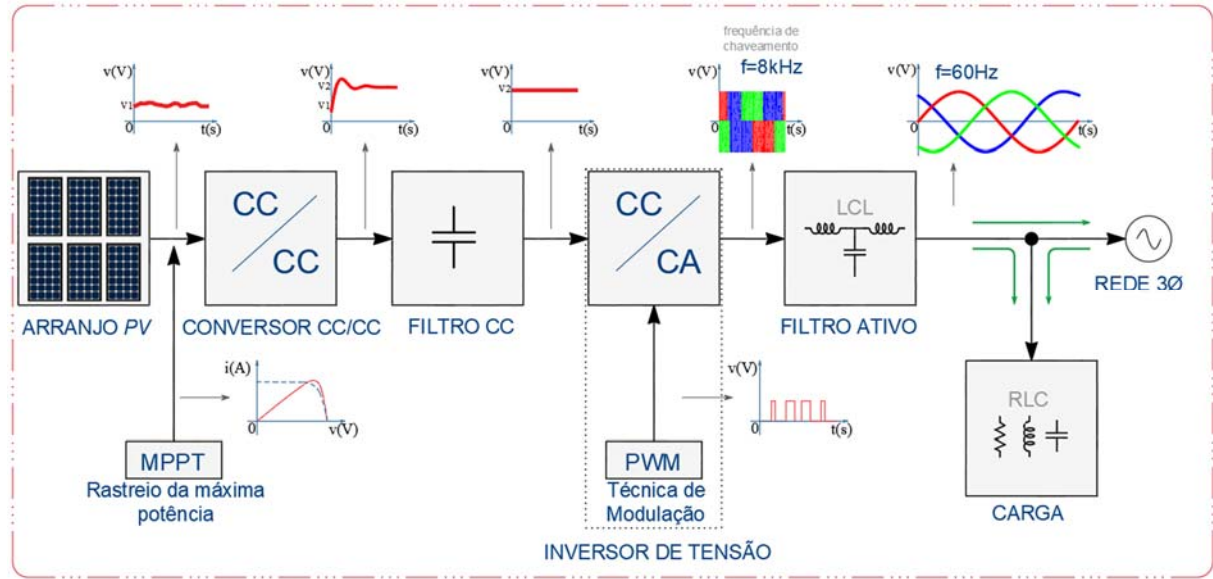 frequência de
chaveamento
f=8kHz
f=60Hz
v(V)
v1
0
t(s)
v(V)
v2
v1
0
t(s)
v(V)
v2
0
t(s)
v(V)
0
t(s)
v(V)
0
t(s)
CC
CC
CC
CA
LCL
ARRANJO PV
CONVERSOR CC/CC
FILTRO CC
FILTRO ATIVO
REDE 3Ø
i(A)
0
v(V)
v(V)
0
t(s)
RLC
MPPT
Rastreio da máxima
potência
PWM
Técnica de
Modulação
CARGA
INVERSOR DE TENSÃO